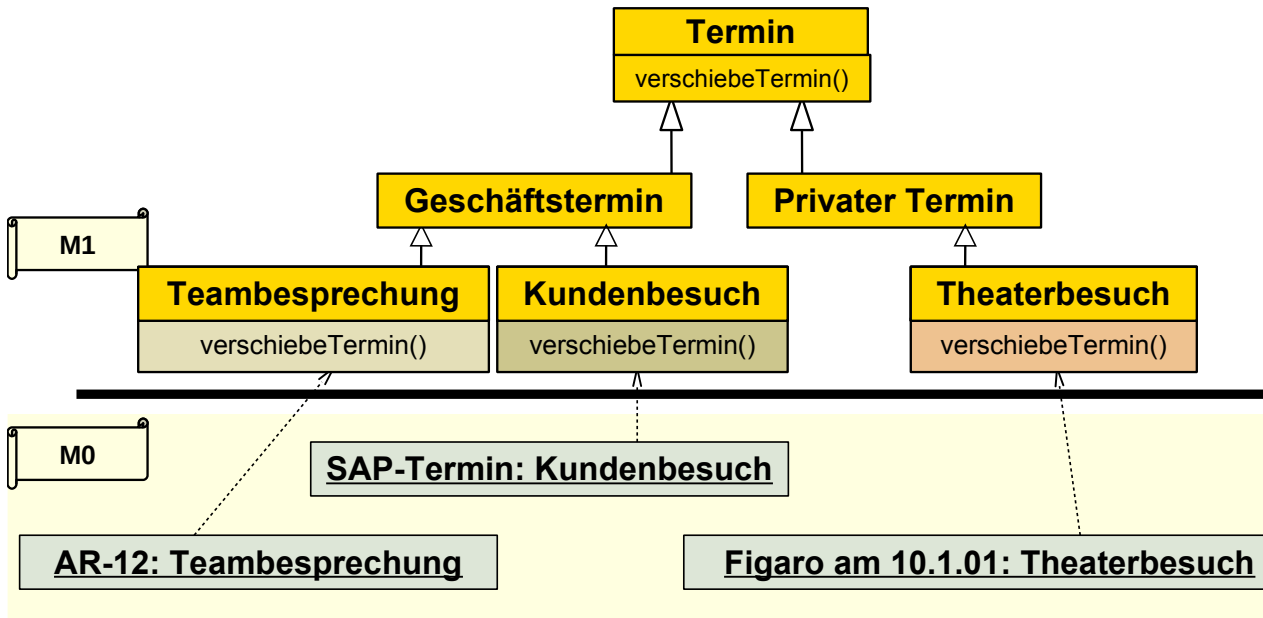 Termin
verschiebeTermin()
Geschäftstermin
Privater Termin
M1
Teambesprechung
Kundenbesuch
Theaterbesuch
verschiebeTermin()
verschiebeTermin()
verschiebeTermin()
M0
SAP-Termin: Kundenbesuch
AR-12: Teambesprechung
Figaro am 10.1.01: Theaterbesuch